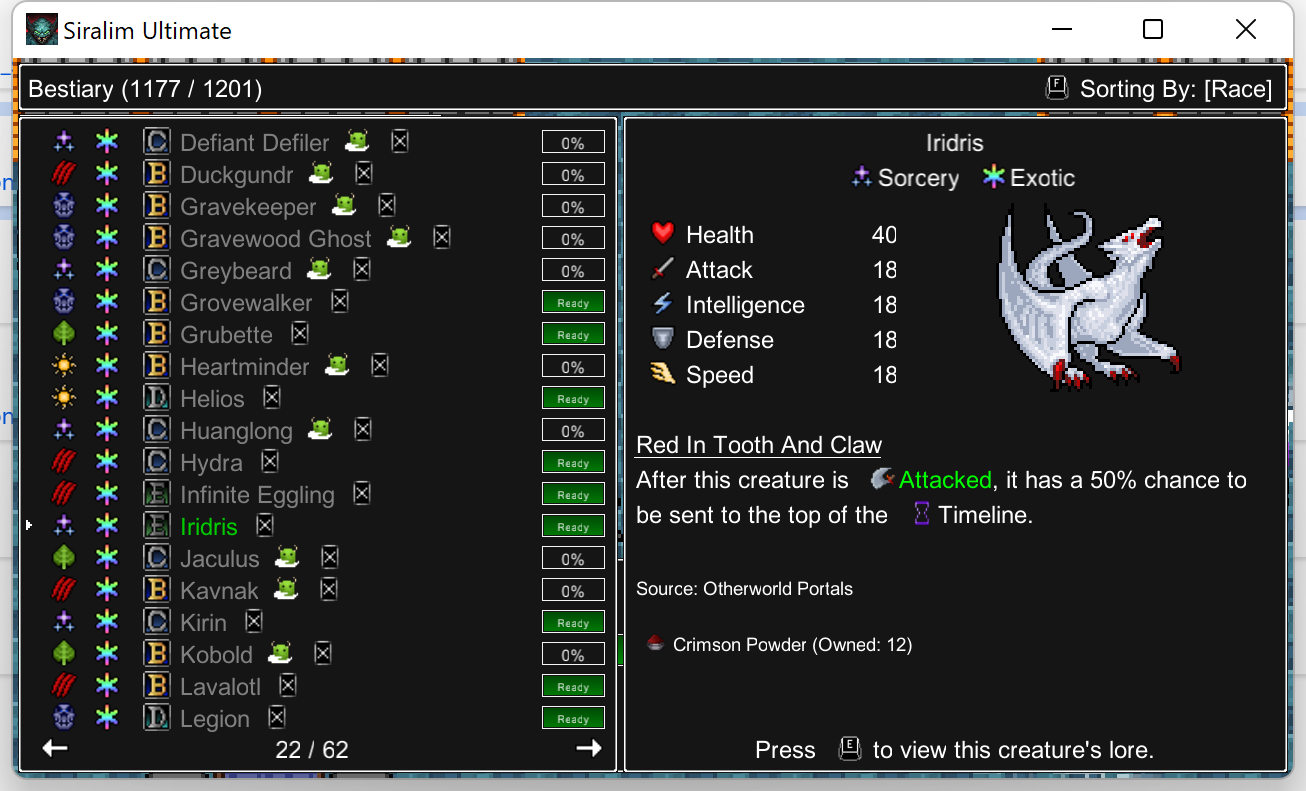 Siralim Ultimate
Bestiary (1177 / 1201)
F Sorting By: [Race]
C Defiant Defiler 0%
B Duckgundr 0%
B Gravekeeper 0%
B Gravewood Ghost 0%
C Greybeard 0%
B Grovewalker Ready
B Grubette Ready
B Heartminder 0%
D Helios Ready
C Huanglong 0%
C Hydra Ready
E Infinite Eggling Ready
E Iridris Ready
C Jaculus 0%
B Kavnak 0%
C Kirin Ready
B Kobold 0%
B Lavalotl Ready
D Legion Ready
22 / 62
Iridris
Sorcery Exotic
Health 40
Attack 18
Intelligence 18
Defense 18
Speed 18
Red In Tooth And Claw
After this creature is Attacked, it has a 50% chance to
be sent to the top of the Timeline.
Source: Otherworld Portals
Crimson Powder (Owned: 12)
Press E to view this creature's lore.